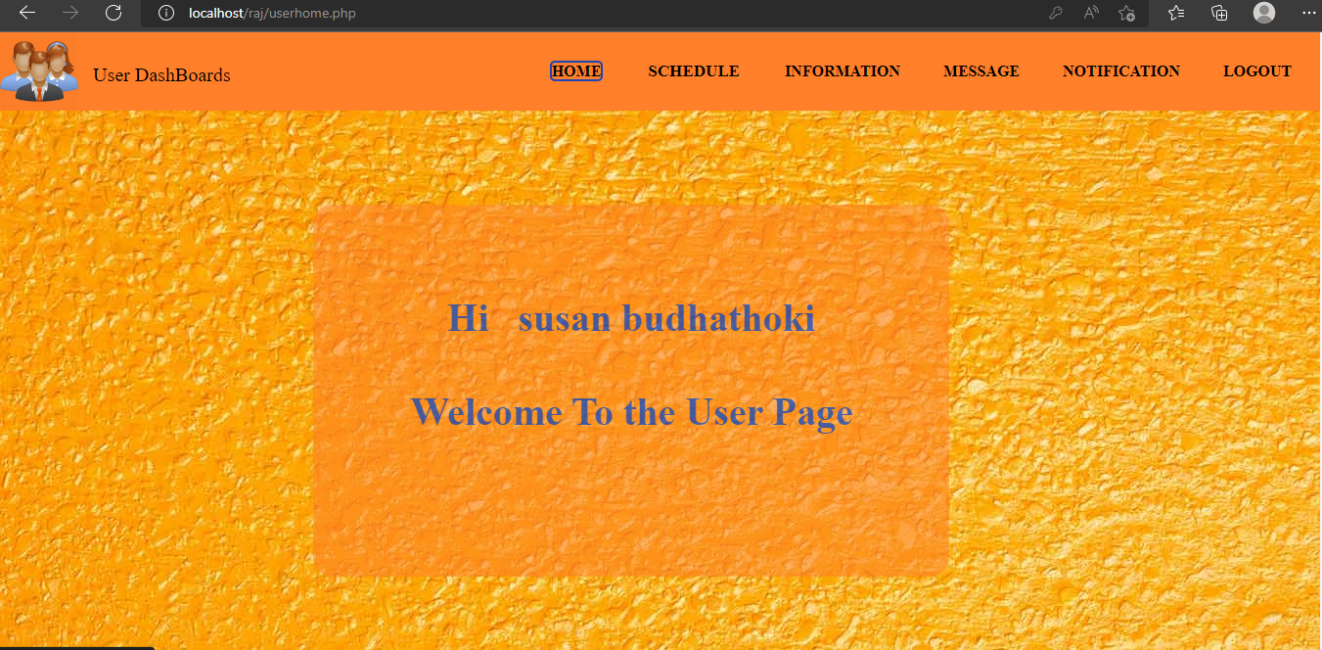 localhost/raj/userhome.php
User DashBoards
HOME SCHEDULE INFORMATION MESSAGE NOTIFICATION LOGOUT
Hi susan budhathoki
Welcome To the User Page